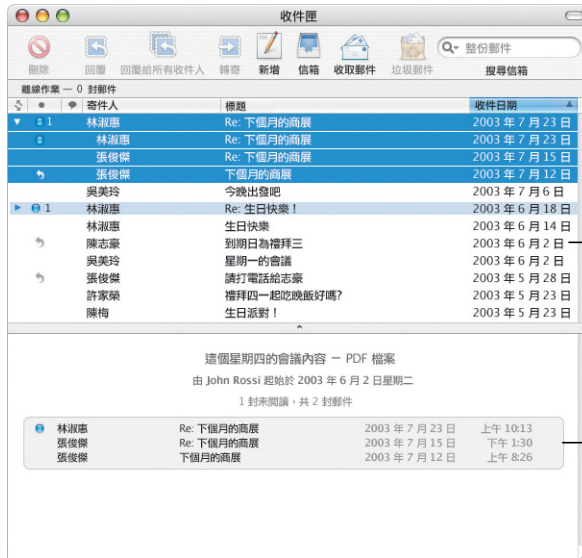 收件匣
刪除 回覆 回覆給所有收件人 轉寄 新增 信箱 收取郵件 垃圾郵件 整份郵件 搜尋信箱
離線作業 — 0 封郵件
寄件人 標題 收件日期
1 林淑惠 Re: 下個月的商展 2003 年 7 月 23 日
林淑惠 Re: 下個月的商展 2003 年 7 月 23 日
張俊傑 Re: 下個月的商展 2003 年 7 月 15 日
張俊傑 下個月的商展 2003 年 7 月 12 日
吳美玲 今晚出發吧 2003 年 7 月 6 日
1 林淑惠 Re: 生日快樂！ 2003 年 6 月 18 日
林淑惠 生日快樂 2003 年 6 月 14 日
陳志豪 到期日為禮拜三 2003 年 6 月 2 日
吳美玲 星期一的會議 2003 年 6 月 2 日
張俊傑 請打電話給志豪 2003 年 5 月 28 日
許家榮 禮拜四一起吃晚飯好嗎? 2003 年 5 月 23 日
陳梅 生日派對！ 2003 年 5 月 23 日
這個星期四的會議內容 — PDF 檔案
由 John Rossi 起始於 2003 年 6 月 2 日星期二
1 封未閱讀，共 2 封郵件
林淑惠 Re: 下個月的商展 2003 年 7 月 23 日 上午 10:13
張俊傑 Re: 下個月的商展 2003 年 7 月 15 日 下午 1:30
張俊傑 下個月的商展 2003 年 7 月 12 日 上午 8:26